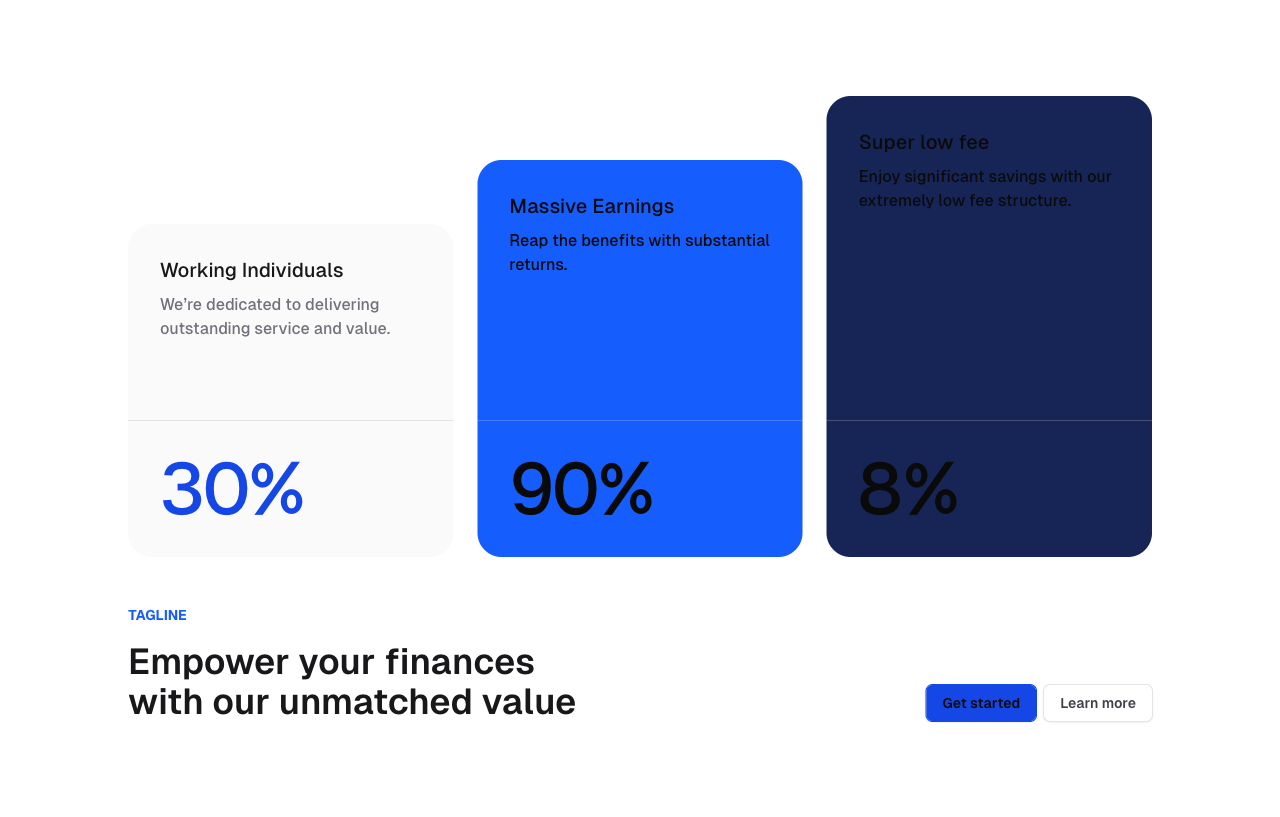 Working Individuals
We’re dedicated to delivering
outstanding service and value.
30%
Massive Earnings
Reap the benefits with substantial
returns.
90%
Super low fee
Enjoy significant savings with our
extremely low fee structure.
8%
TAGLINE
Empower your finances
with our unmatched value
Get started
Learn more